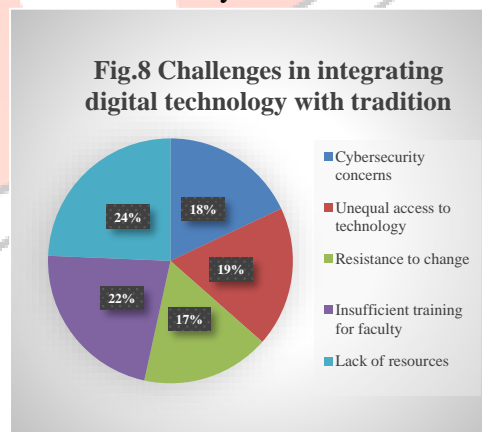 Fig.8 Challenges in integrating
digital technology with tradition
18%
19%
17%
22%
24%
Cybersecurity
concerns
Unequal access to
technology
Resistance to change
Insufficient training
for faculty
Lack of resources